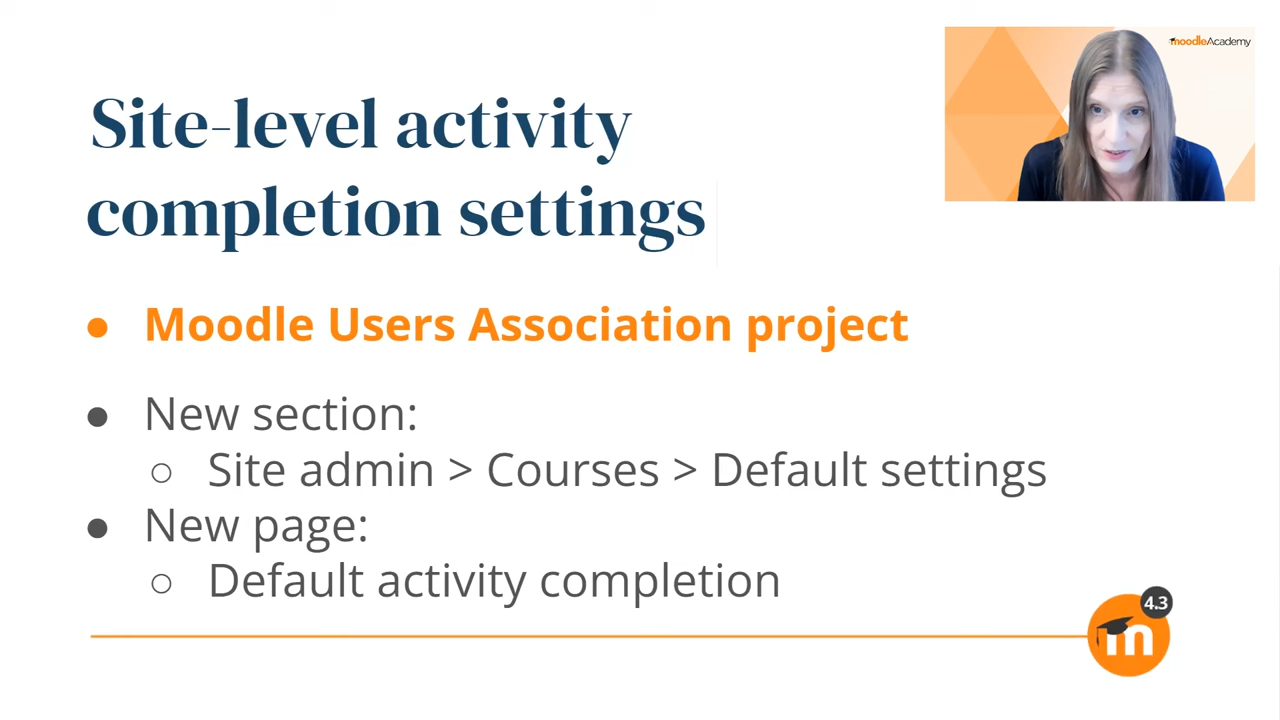 moodleAcademy
Site-level activity
completion settings
● Moodle Users Association project
● New section:
○ Site admin > Courses > Default settings
● New page:
○ Default activity completion
4.3
m